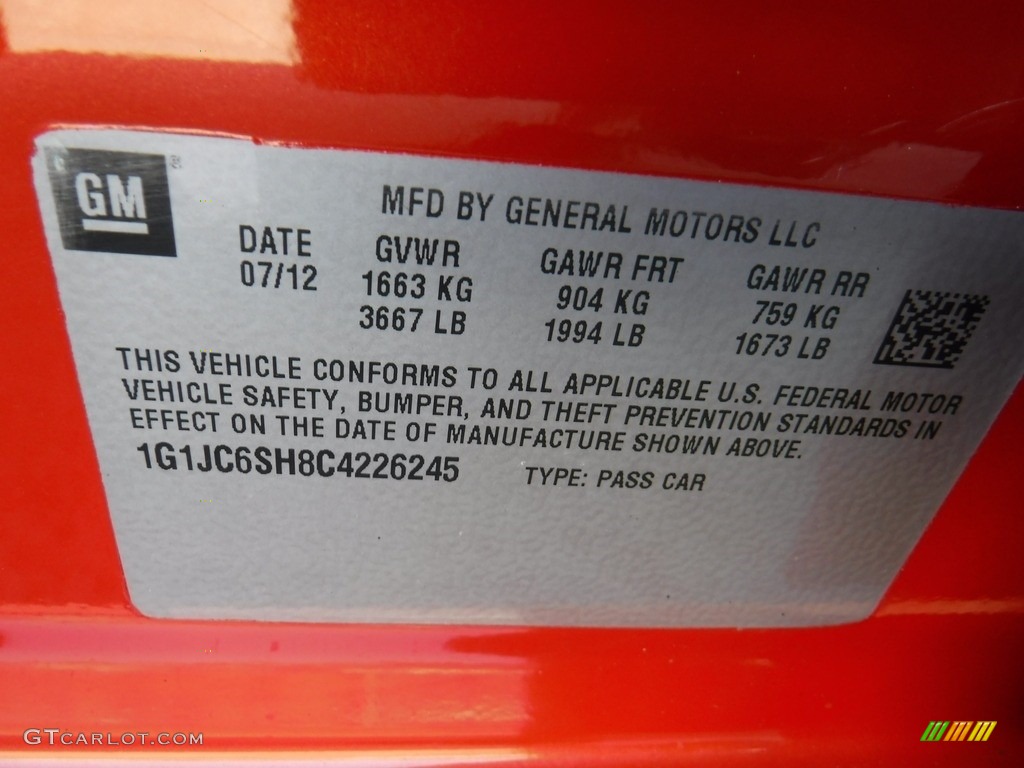 GM
®
MFD BY GENERAL MOTORS LLC
DATE GVWR GAWR FRT GAWR RR
07/12 1663 KG 904 KG 759 KG
3667 LB 1994 LB 1673 LB
THIS VEHICLE CONFORMS TO ALL APPLICABLE U.S. FEDERAL MOTOR
VEHICLE SAFETY, BUMPER, AND THEFT PREVENTION STANDARDS IN
EFFECT ON THE DATE OF MANUFACTURE SHOWN ABOVE.
1G1JC6SH8C4226245 TYPE: PASS CAR
GTCARLOT.COM